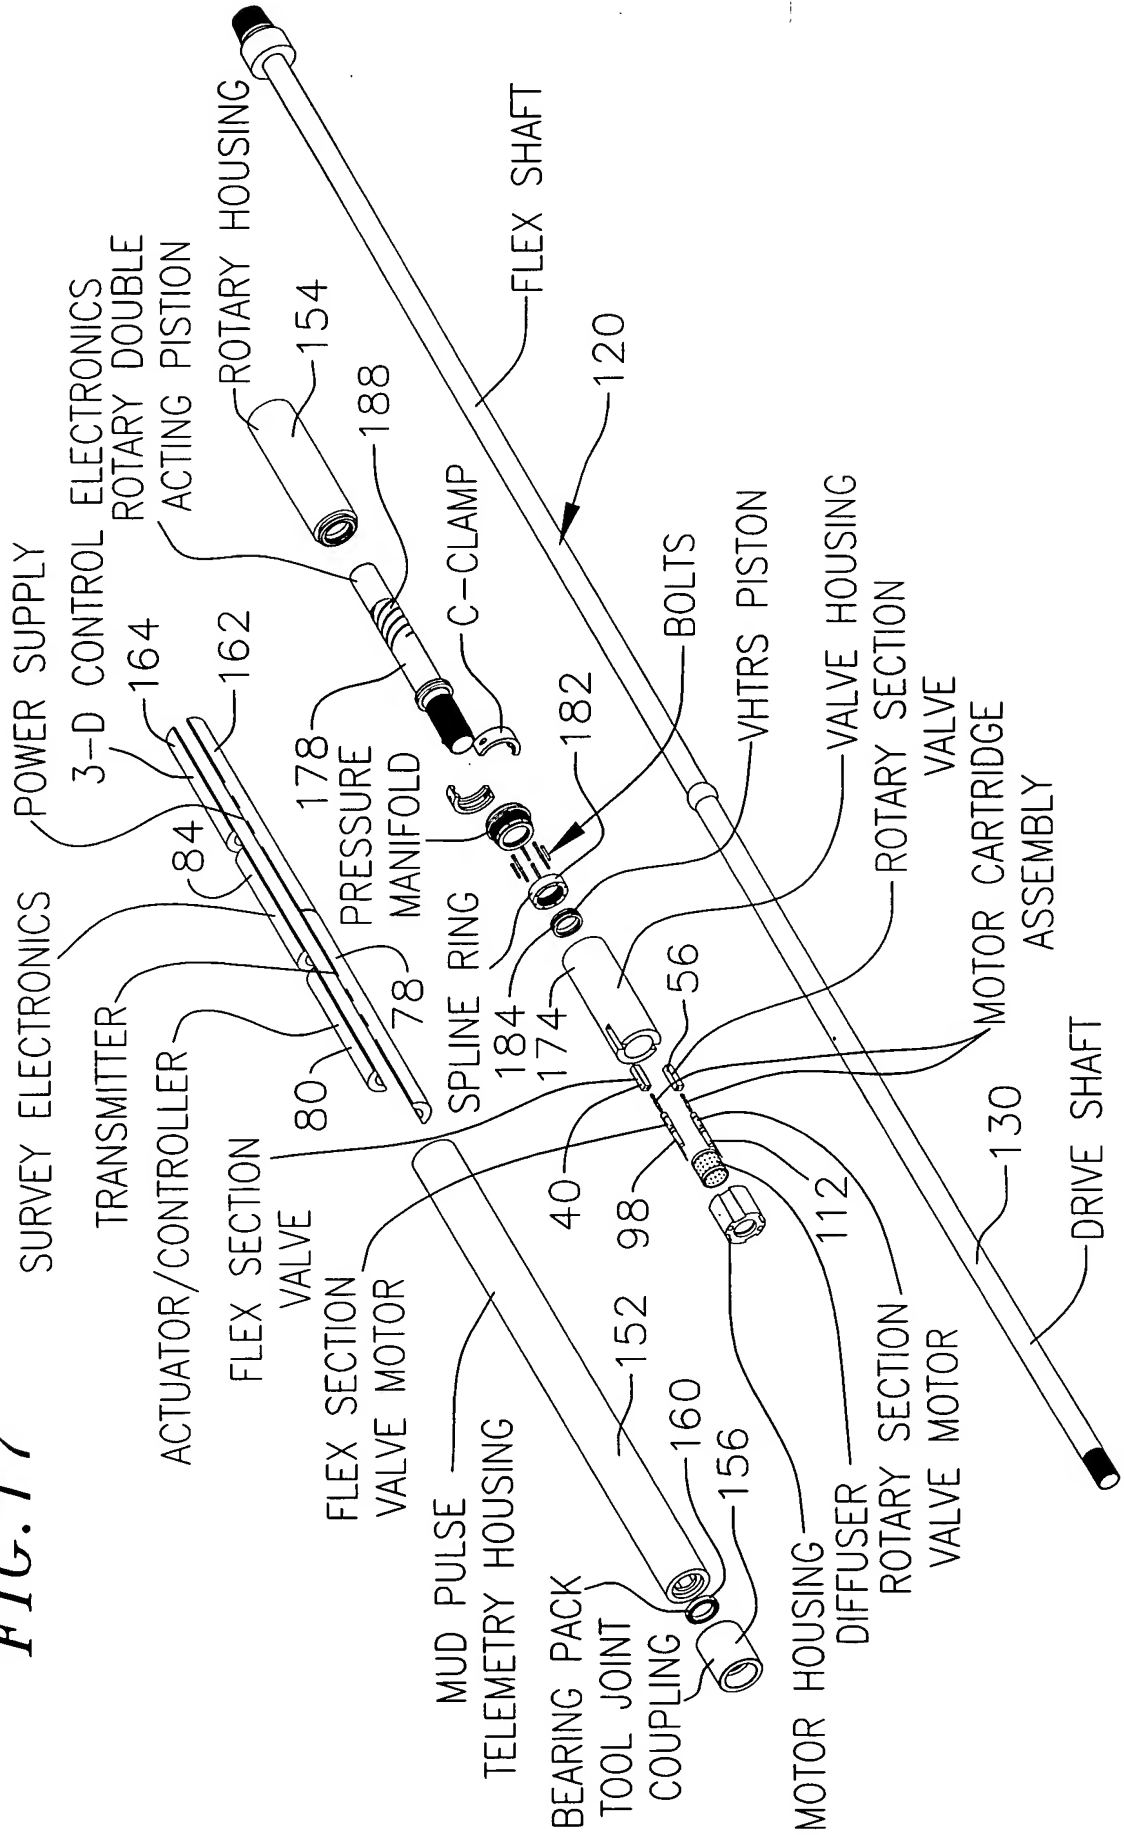 FIG. 17
SURVEY ELECTRONICS
POWER SUPPLY
3-D CONTROL ELECTRONICS
164
162
84
TRANSMITTER
ACTUATOR/CONTROLLER
80
78
ROTARY DOUBLE
ACTING PISTION
ROTARY HOUSING
154
188
178
C-CLAMP
PRESSURE
MANIFOLD
FLEX SHAFT
120
BOLTS
182
SPLINE RING
184
174
VHTRS PISTON
VALVE HOUSING
FLEX SECTION
VALVE
FLEX SECTION
VALVE MOTOR
40
56
98
112
ROTARY SECTION
VALVE
MOTOR CARTRIDGE
ASSEMBLY
MUD PULSE
TELEMETRY HOUSING
152
160
156
BEARING PACK
TOOL JOINT
COUPLING
MOTOR HOUSING
DIFFUSER
ROTARY SECTION
VALVE MOTOR
130
DRIVE SHAFT